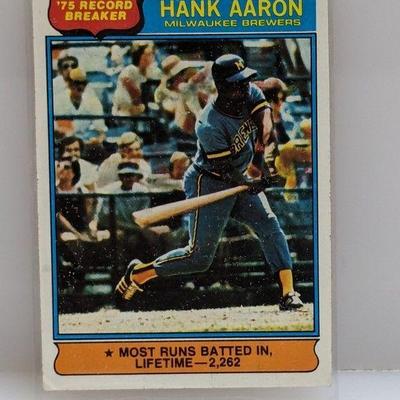 '75 RECORD
BREAKER
HANK AARON
MILWAUKEE BREWERS
★ MOST RUNS BATTED IN,
LIFETIME—2,262